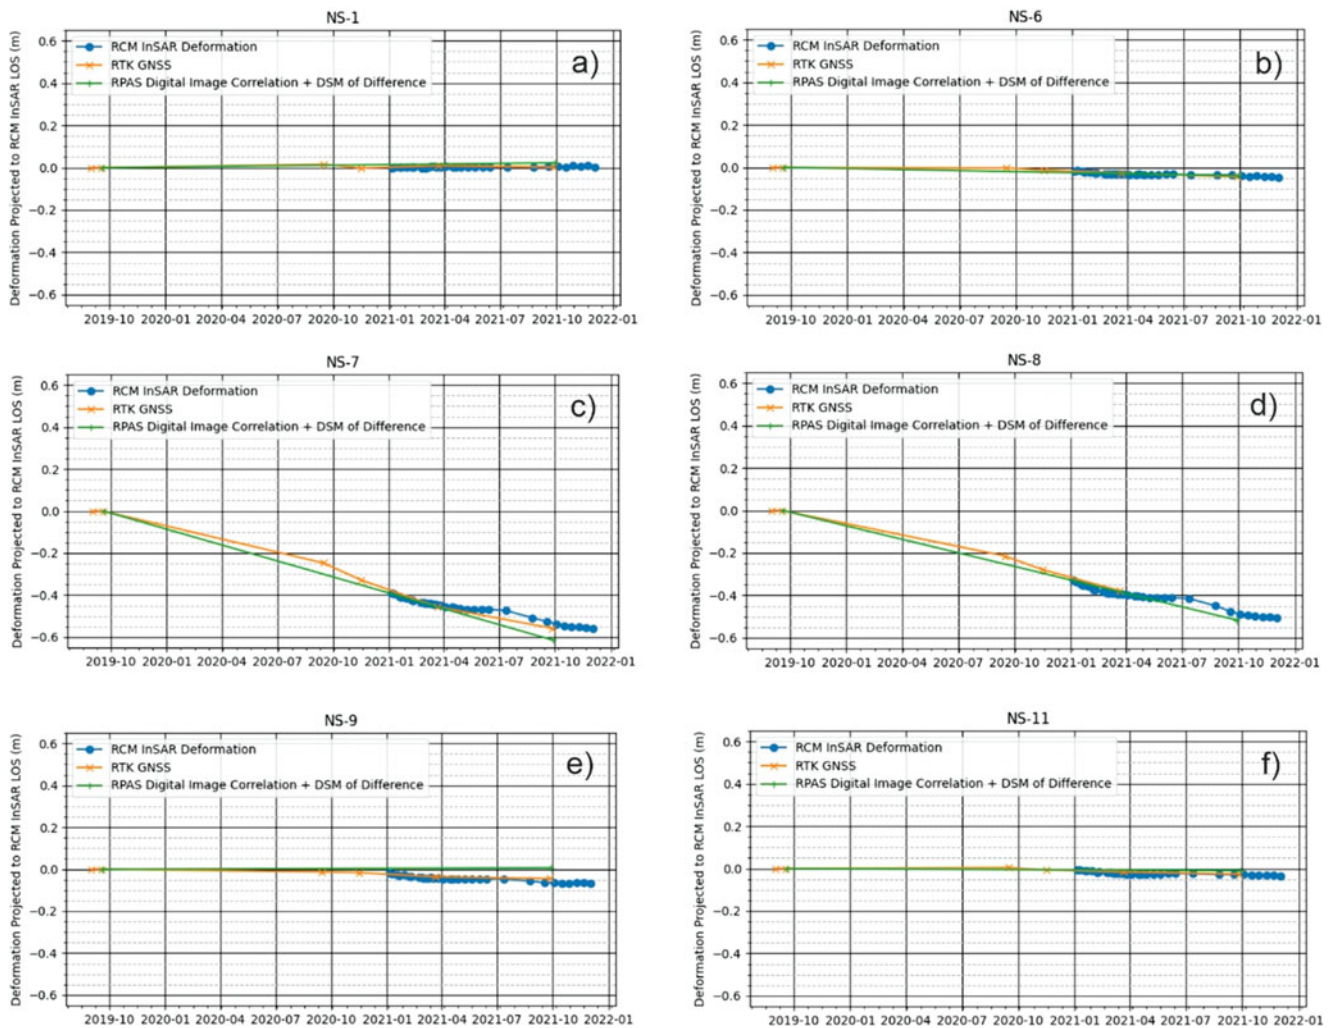 NS-1
Deformation Projected to RCM InSAR LOS (m)
RCM InSAR Deformation
RTK GNSS
RPAS Digital Image Correlation + DSM of Difference
a)
0.6
0.4
0.2
0.0
−0.2
−0.4
−0.6
2019-10 2020-01 2020-04 2020-07 2020-10 2021-01 2021-04 2021-07 2021-10 2022-01
NS-6
Deformation Projected to RCM InSAR LOS (m)
RCM InSAR Deformation
RTK GNSS
RPAS Digital Image Correlation + DSM of Difference
b)
0.6
0.4
0.2
0.0
−0.2
−0.4
−0.6
2019-10 2020-01 2020-04 2020-07 2020-10 2021-01 2021-04 2021-07 2021-10 2022-01
NS-7
Deformation Projected to RCM InSAR LOS (m)
RCM InSAR Deformation
RTK GNSS
RPAS Digital Image Correlation + DSM of Difference
c)
0.6
0.4
0.2
0.0
−0.2
−0.4
−0.6
2019-10 2020-01 2020-04 2020-07 2020-10 2021-01 2021-04 2021-07 2021-10 2022-01
NS-8
Deformation Projected to RCM InSAR LOS (m)
RCM InSAR Deformation
RTK GNSS
RPAS Digital Image Correlation + DSM of Difference
d)
0.6
0.4
0.2
0.0
−0.2
−0.4
−0.6
2019-10 2020-01 2020-04 2020-07 2020-10 2021-01 2021-04 2021-07 2021-10 2022-01
NS-9
Deformation Projected to RCM InSAR LOS (m)
RCM InSAR Deformation
RTK GNSS
RPAS Digital Image Correlation + DSM of Difference
e)
0.6
0.4
0.2
0.0
−0.2
−0.4
−0.6
2019-10 2020-01 2020-04 2020-07 2020-10 2021-01 2021-04 2021-07 2021-10 2022-01
NS-11
Deformation Projected to RCM InSAR LOS (m)
RCM InSAR Deformation
RTK GNSS
RPAS Digital Image Correlation + DSM of Difference
f)
0.6
0.4
0.2
0.0
−0.2
−0.4
−0.6
2019-10 2020-01 2020-04 2020-07 2020-10 2021-01 2021-04 2021-07 2021-10 2022-01